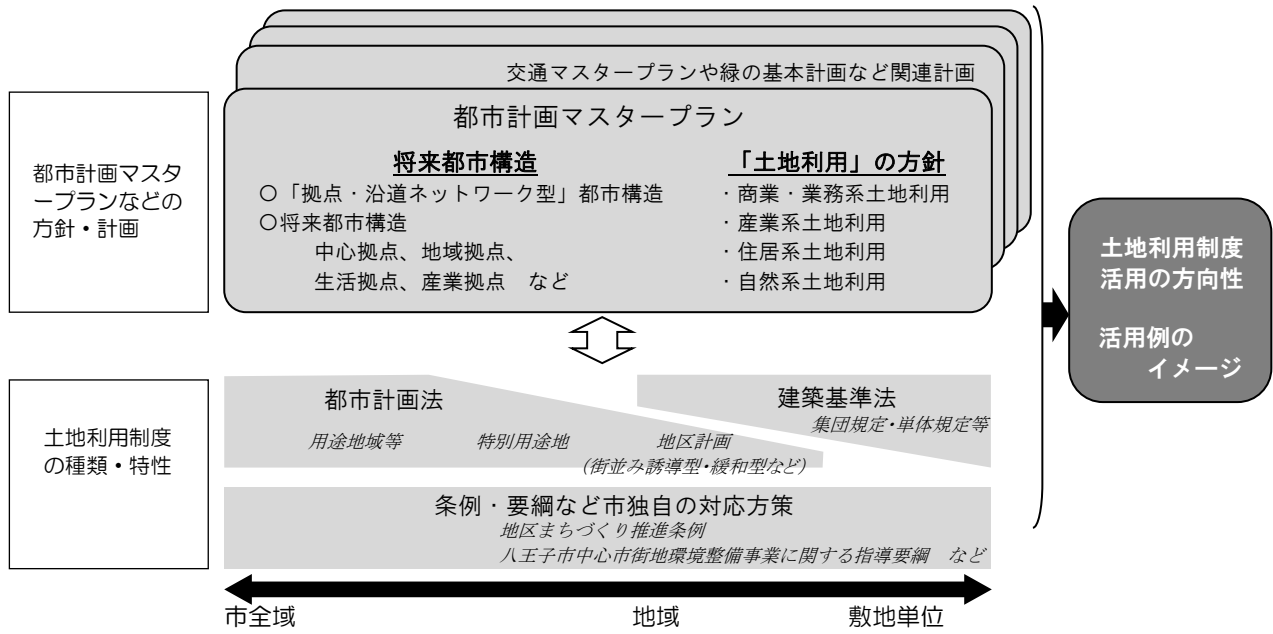 交通マスタープランや緑の基本計画など関連計画
都市計画マスタ
ープランなどの
方針・計画
都市計画マスタープラン
将来都市構造
○「拠点・沿道ネットワーク型」都市構造
○将来都市構造
中心拠点、地域拠点、
生活拠点、産業拠点　など
「土地利用」の方針
・商業・業務系土地利用
・産業系土地利用
・住居系土地利用
・自然系土地利用
土地利用制度
活用の方向性
活用例の
イメージ
土地利用制度
の種類・特性
都市計画法
用途地域等
特別用途地
地区計画
（街並み誘導型・緩和型など）
建築基準法
集団規定・単体規定等
条例・要綱など市独自の対応方策
地区まちづくり推進条例
八王子市中心市街地環境整備事業に関する指導要綱　など
市全域
地域
敷地単位